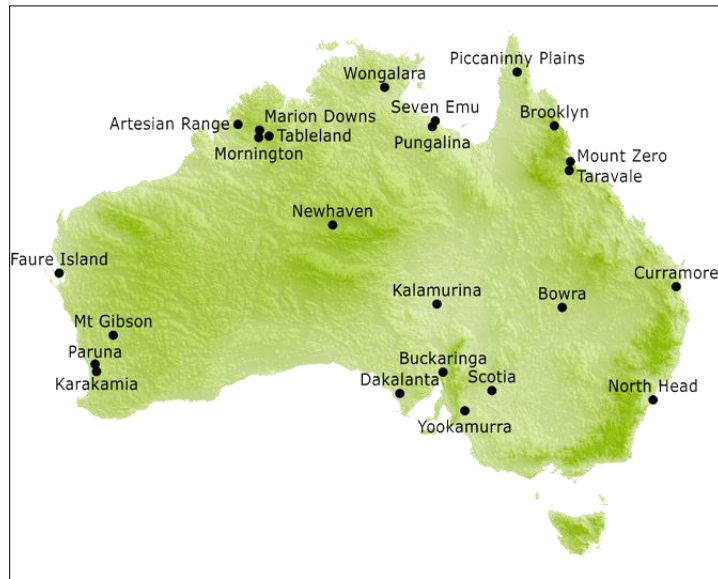 Piccaninny Plains
Wongalara
Seven Emu
Marion Downs
Artesian Range
Brooklyn
Tableland
Pungalina
Mornington
Mount Zero
Taravale
Newhaven
Faure Island
Curramore
Kalamurina
Bowra
Mt Gibson
Paruna
Buckaringa
Karakamia
Dakalanta
Scotia
North Head
Yookamurra